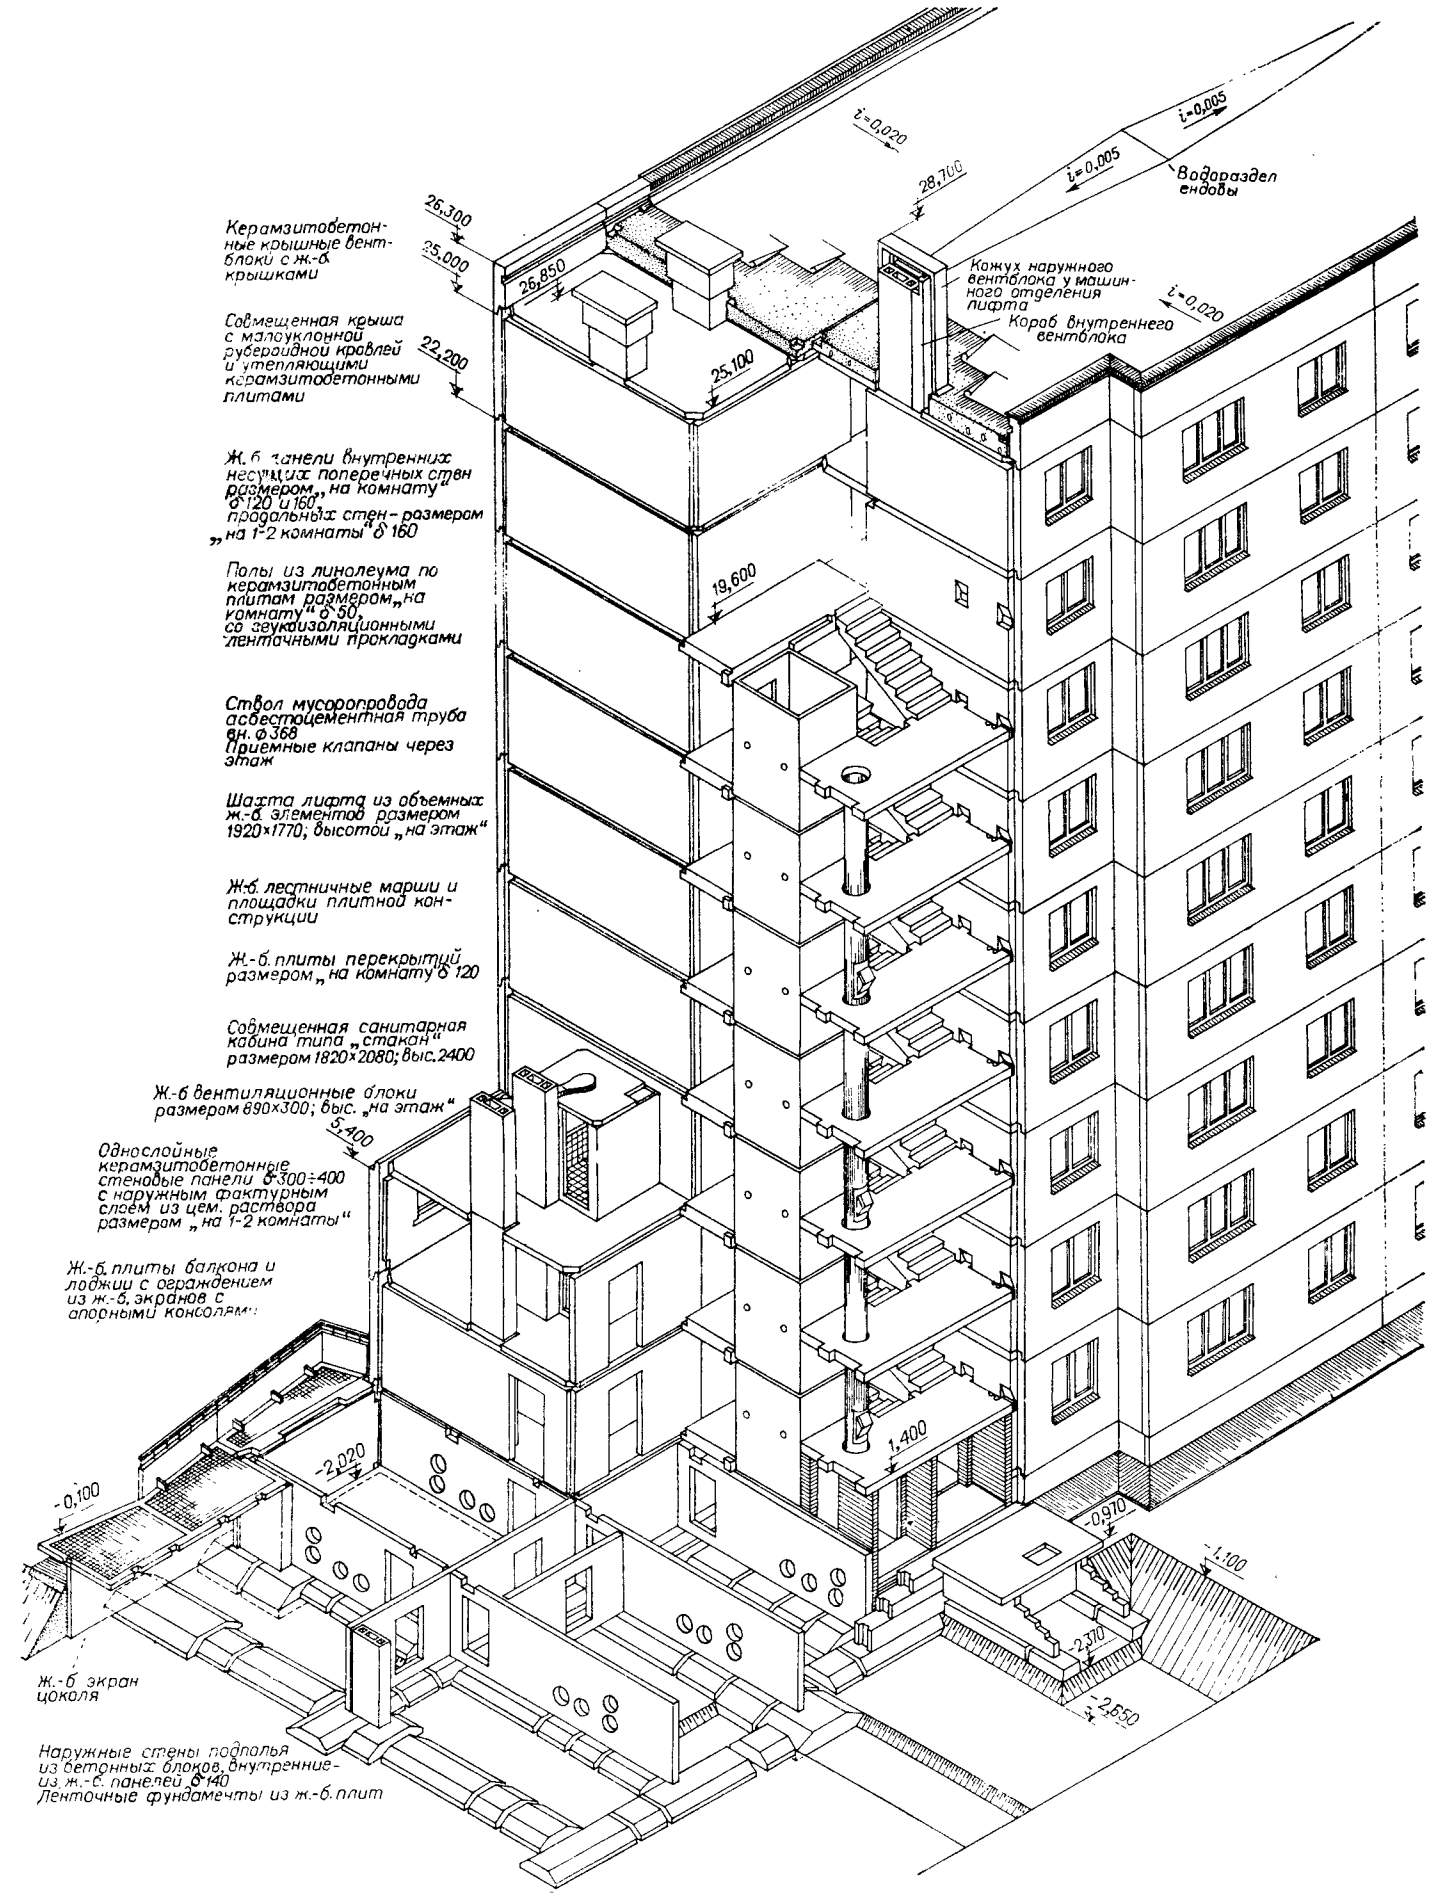 i=0,005
i=0,020
i=0,005
Водораздел
ендовы
28,700
26,300
25,000
26,850
22,200
25,100
Керамзитобетон-
ные крышные вент-
блоки с ж.-б.
крышками
Кожух наружного
вентблока у машин-
ного отделения
лифта
i=0,020
Короб внутреннего
вентблока
Совмещенная крыша
с малоуклонной
рубероидной кровлей
и утепляющими
керамзитобетонными
плитами
Ж.б. панели внутренних
несущих поперечных стен
размером „на комнату“
δ 120 и 160,
продольных стен-размером
„на 1-2 комнаты“ δ 160
Полы из линолеума по
керамзитобетонным
плитам размером „на
комнату“ δ 50,
со звукоизоляционными
ленточными прокладками
19,600
Ствол мусоропровода
асбестоцементная труба
вн. ф 368
Приемные клапаны через
этаж
Шахта лифта из объемных
ж.-б. элементов размером
1920×1770; высотой „на этаж“
Ж-б. лестничные марши и
площадки плитной кон-
струкции
Ж.-б. плиты перекрытий
размером „на комнату“ δ 120
Совмещенная санитарная
кабина типа „стакан“
размером 1820×2080; выс. 2400
Ж.-б вентиляционные блоки
размером 890×300; выс. „на этаж“
5,400
Однослойные
керамзитобетонные
стеновые панели δ 300÷400
с наружным фактурным
слоем из цем. раствора
размером „на 1-2 комнаты“
Ж.-б. плиты балкона и
лоджии с ограждением
из ж.-б. экранов с
опорными консолями
1,400
-2,020
-0,100
-0,970
-1,100
-2,370
-2,650
Ж.-б экран
цоколя
Наружные стены подполья
из бетонных блоков, внутренние-
из ж.-б. панелей δ 140
Ленточные фундаменты из ж.-б. плит